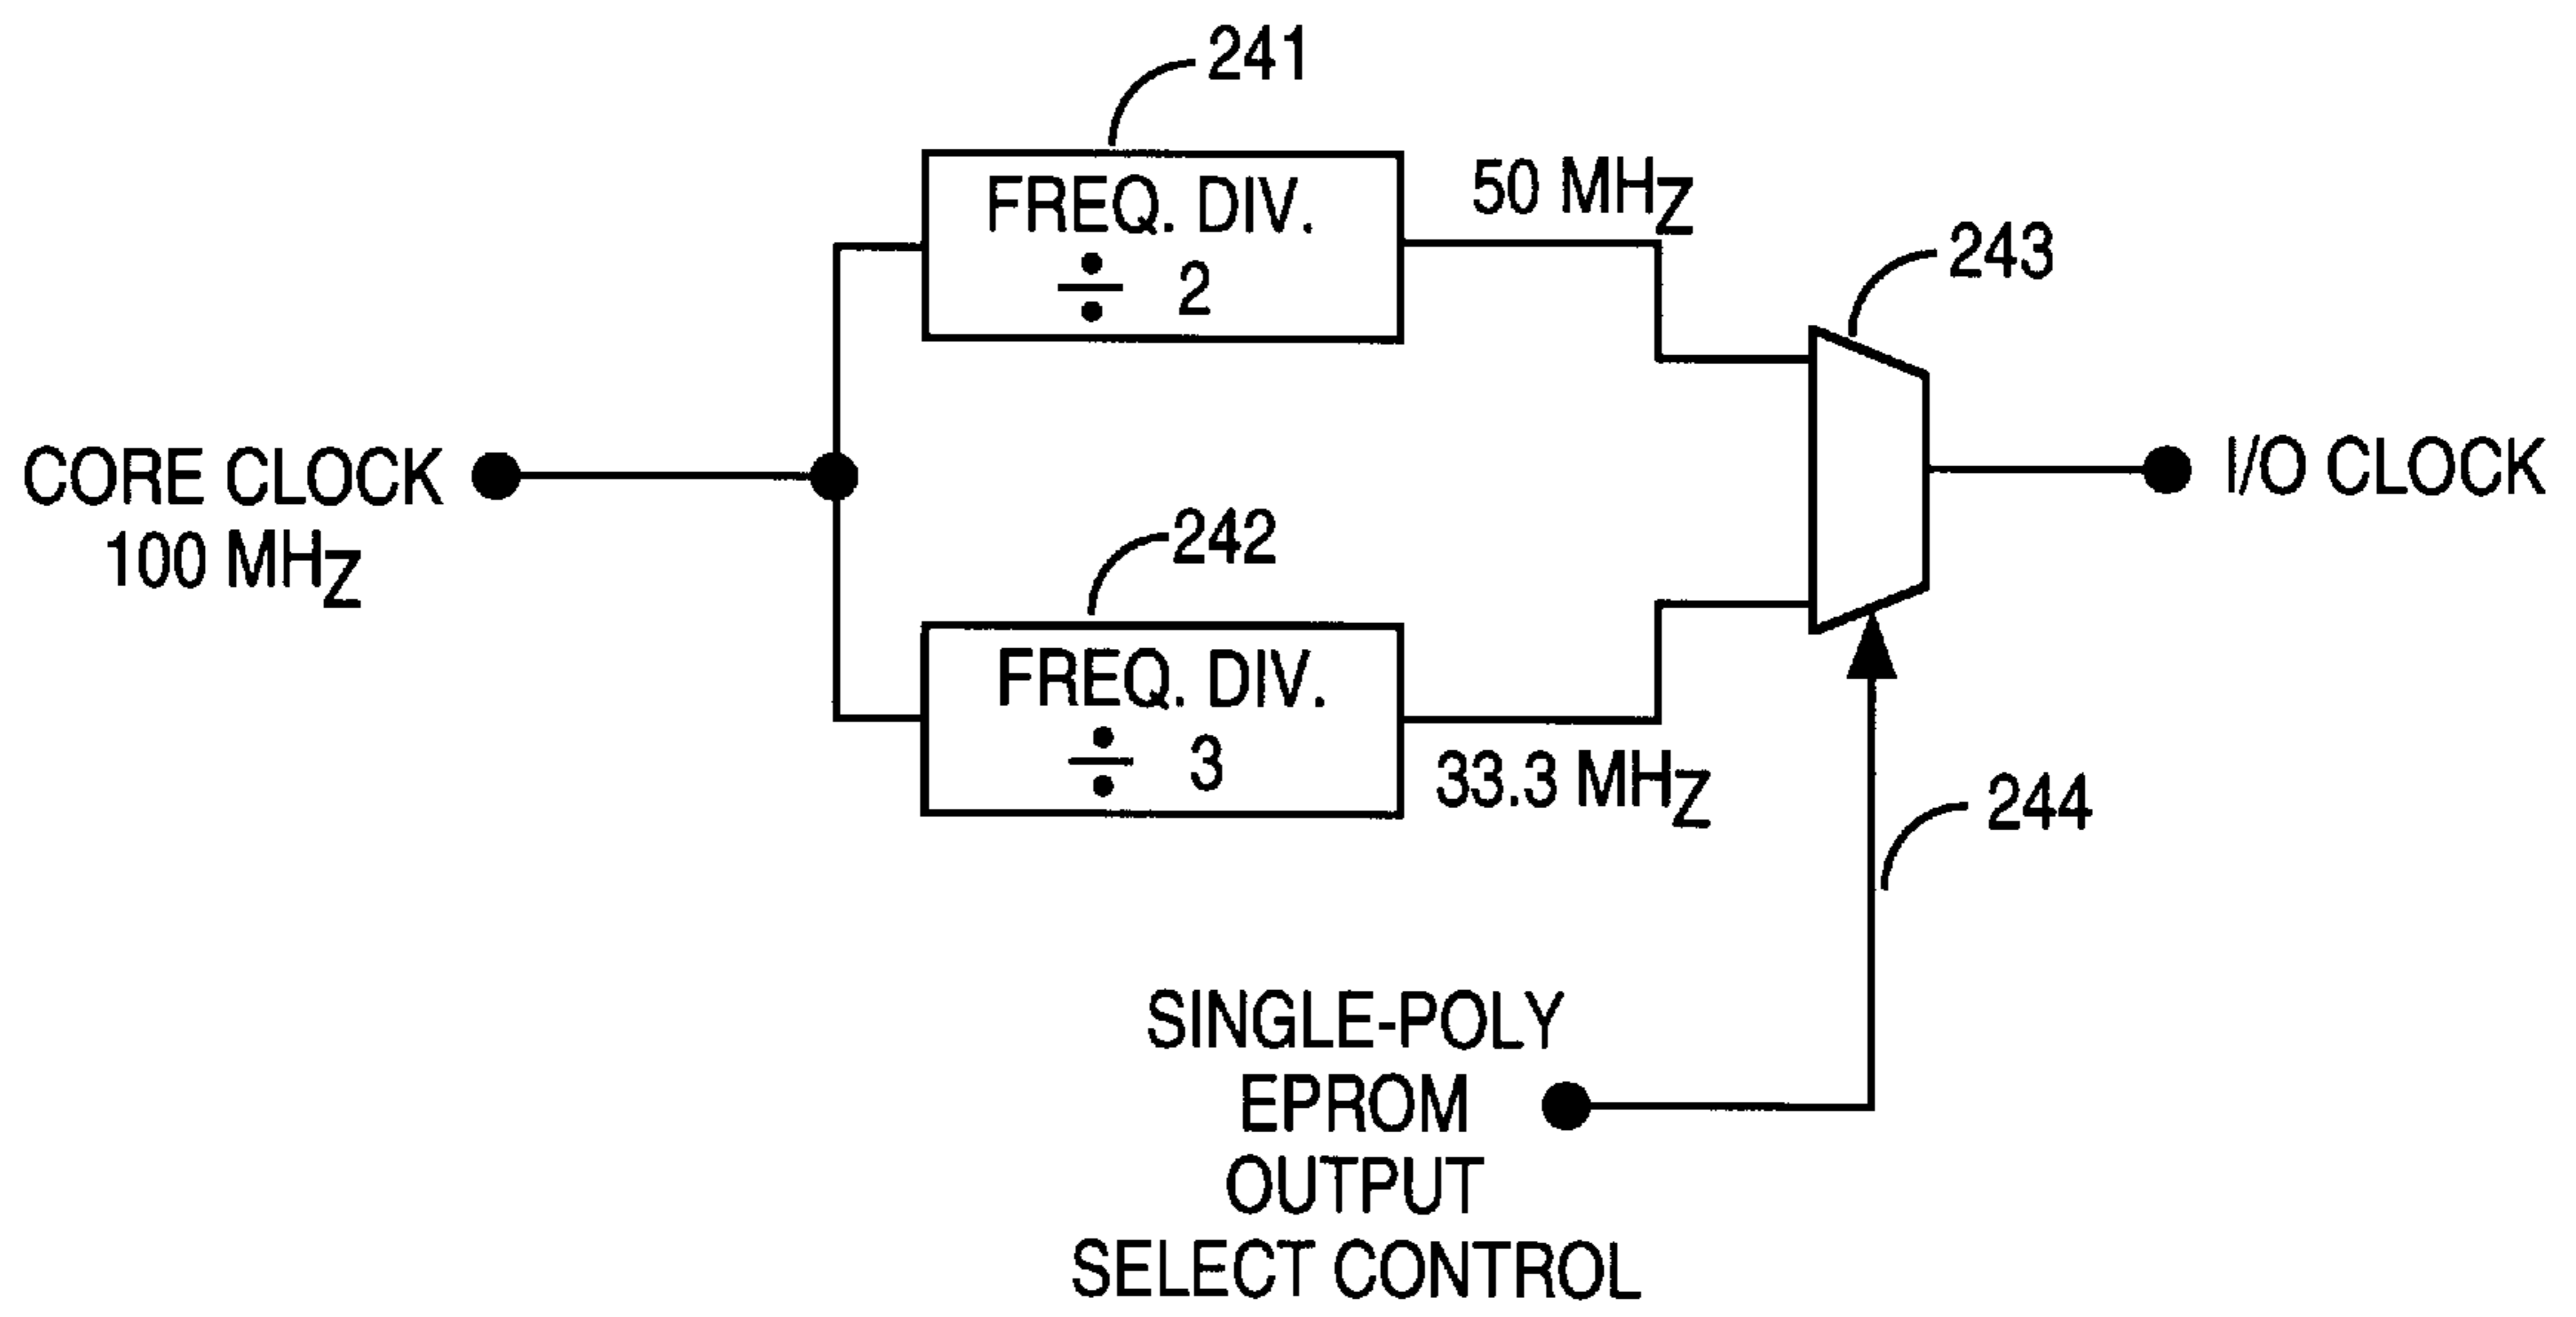 241
FREQ. DIV.
÷ 2
50 MHZ
243
CORE CLOCK
100 MHZ
I/O CLOCK
242
FREQ. DIV.
÷ 3
33.3 MHZ
244
SINGLE-POLY
EPROM
OUTPUT
SELECT CONTROL